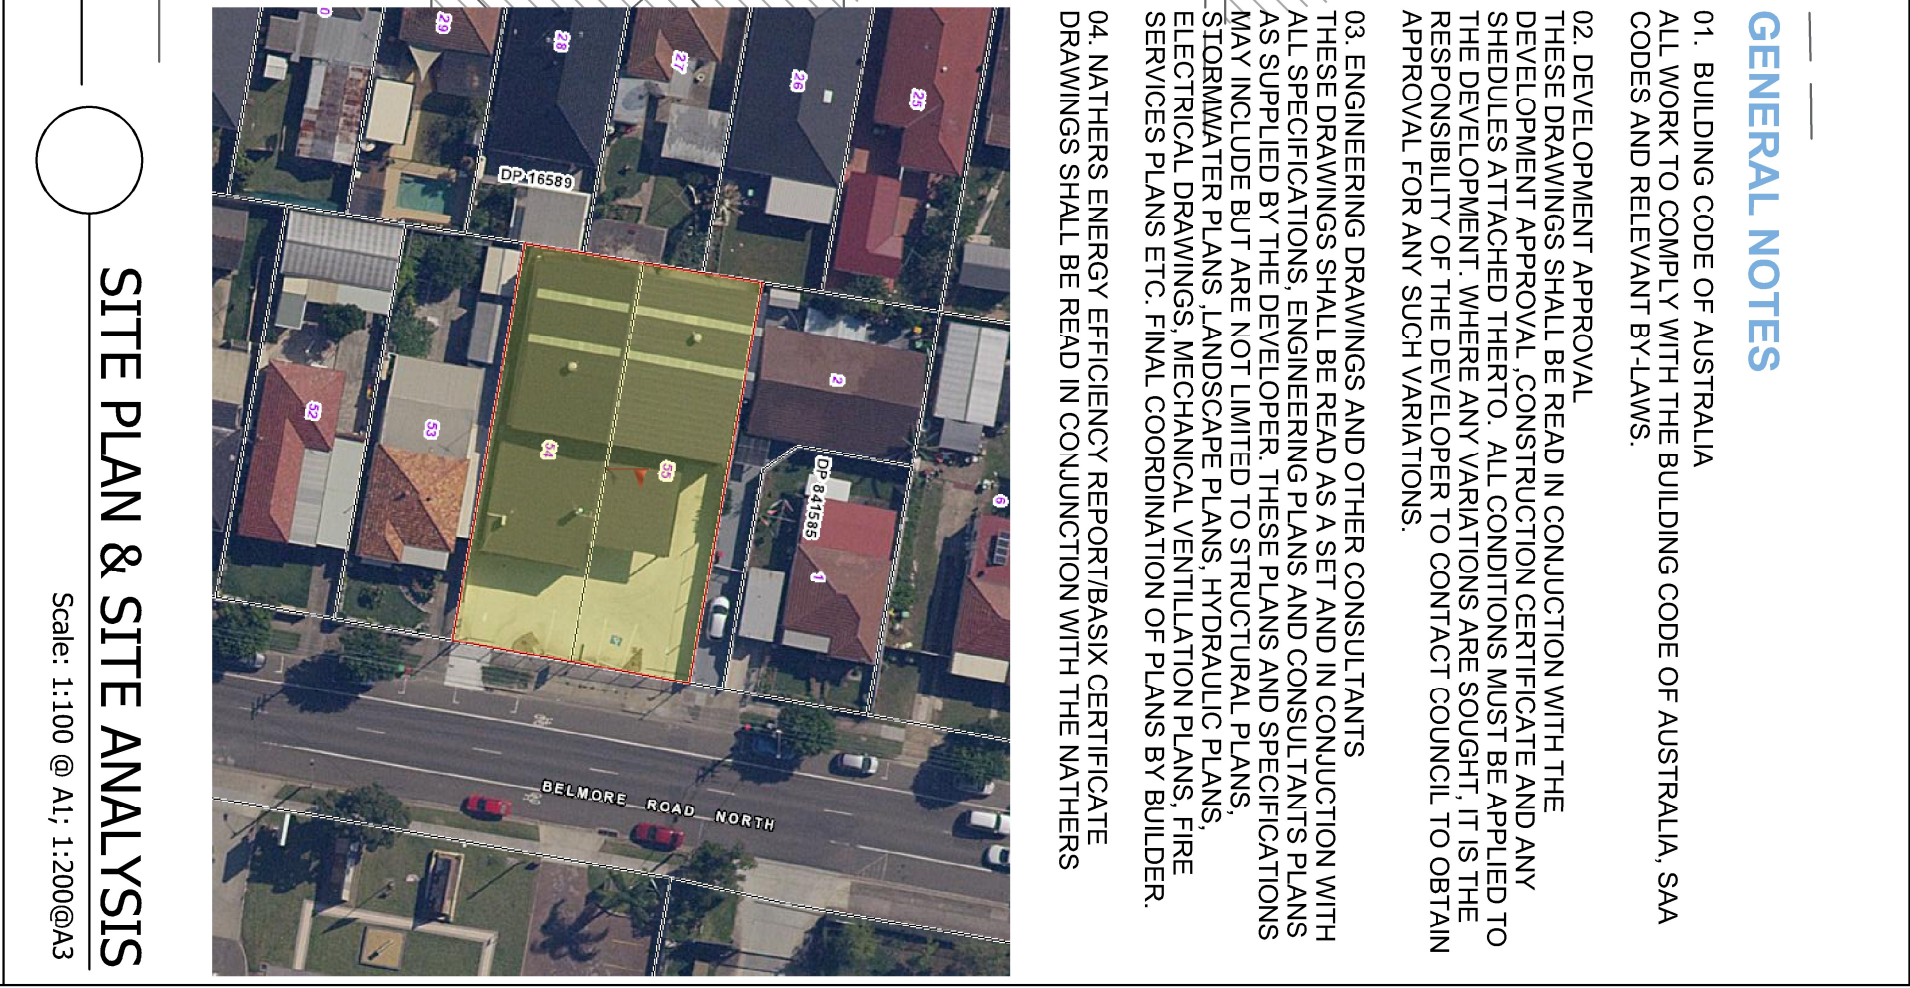 GENERAL NOTES
01. BUILDING CODE OF AUSTRALIA
ALL WORK TO COMPLY WITH THE BUILDING CODE OF AUSTRALIA, SAA
CODES AND RELEVANT BY-LAWS.
02. DEVELOPMENT APPROVAL
THESE DRAWINGS SHALL BE READ IN CONJUCTION WITH THE
DEVELOPMENT APPROVAL ,CONSTRUCTION CERTIFICATE AND ANY
SHEDULES ATTACHED THERTO. ALL CONDITIONS MUST BE APPLIED TO
THE DEVELOPMENT. WHERE ANY VARIATIONS ARE SOUGHT, IT IS THE
RESPONSIBILITY OF THE DEVELOPER TO CONTACT COUNCIL TO OBTAIN
APPROVAL FOR ANY SUCH VARIATIONS.
03. ENGINEERING DRAWINGS AND OTHER CONSULTANTS
THESE DRAWINGS SHALL BE READ AS A SET AND IN CONJUCTION WITH
ALL SPECIFICATIONS, ENGINEERING PLANS AND CONSULTANTS PLANS
AS SUPPLIED BY THE DEVELOPER. THESE PLANS AND SPECIFICATIONS
MAY INCLUDE BUT ARE NOT LIMITED TO STRUCTURAL PLANS,
STORMWATER PLANS ,LANDSCAPE PLANS, HYDRAULIC PLANS,
ELECTRICAL DRAWINGS, MECHANICAL VENTILLATION PLANS, FIRE
SERVICES PLANS ETC. FINAL COORDINATION OF PLANS BY BUILDER.
04. NATHERS ENERGY EFFICIENCY REPORT/BASIX CERTIFICATE
DRAWINGS SHALL BE READ IN CONJUNCTION WITH THE NATHERS
25
26
27
28
29
0
DP 16589
6
2
DP 841585
1
55
54
53
52
BELMORE ROAD NORTH
SITE PLAN & SITE ANALYSIS
Scale: 1:100 @ A1; 1:200@A3